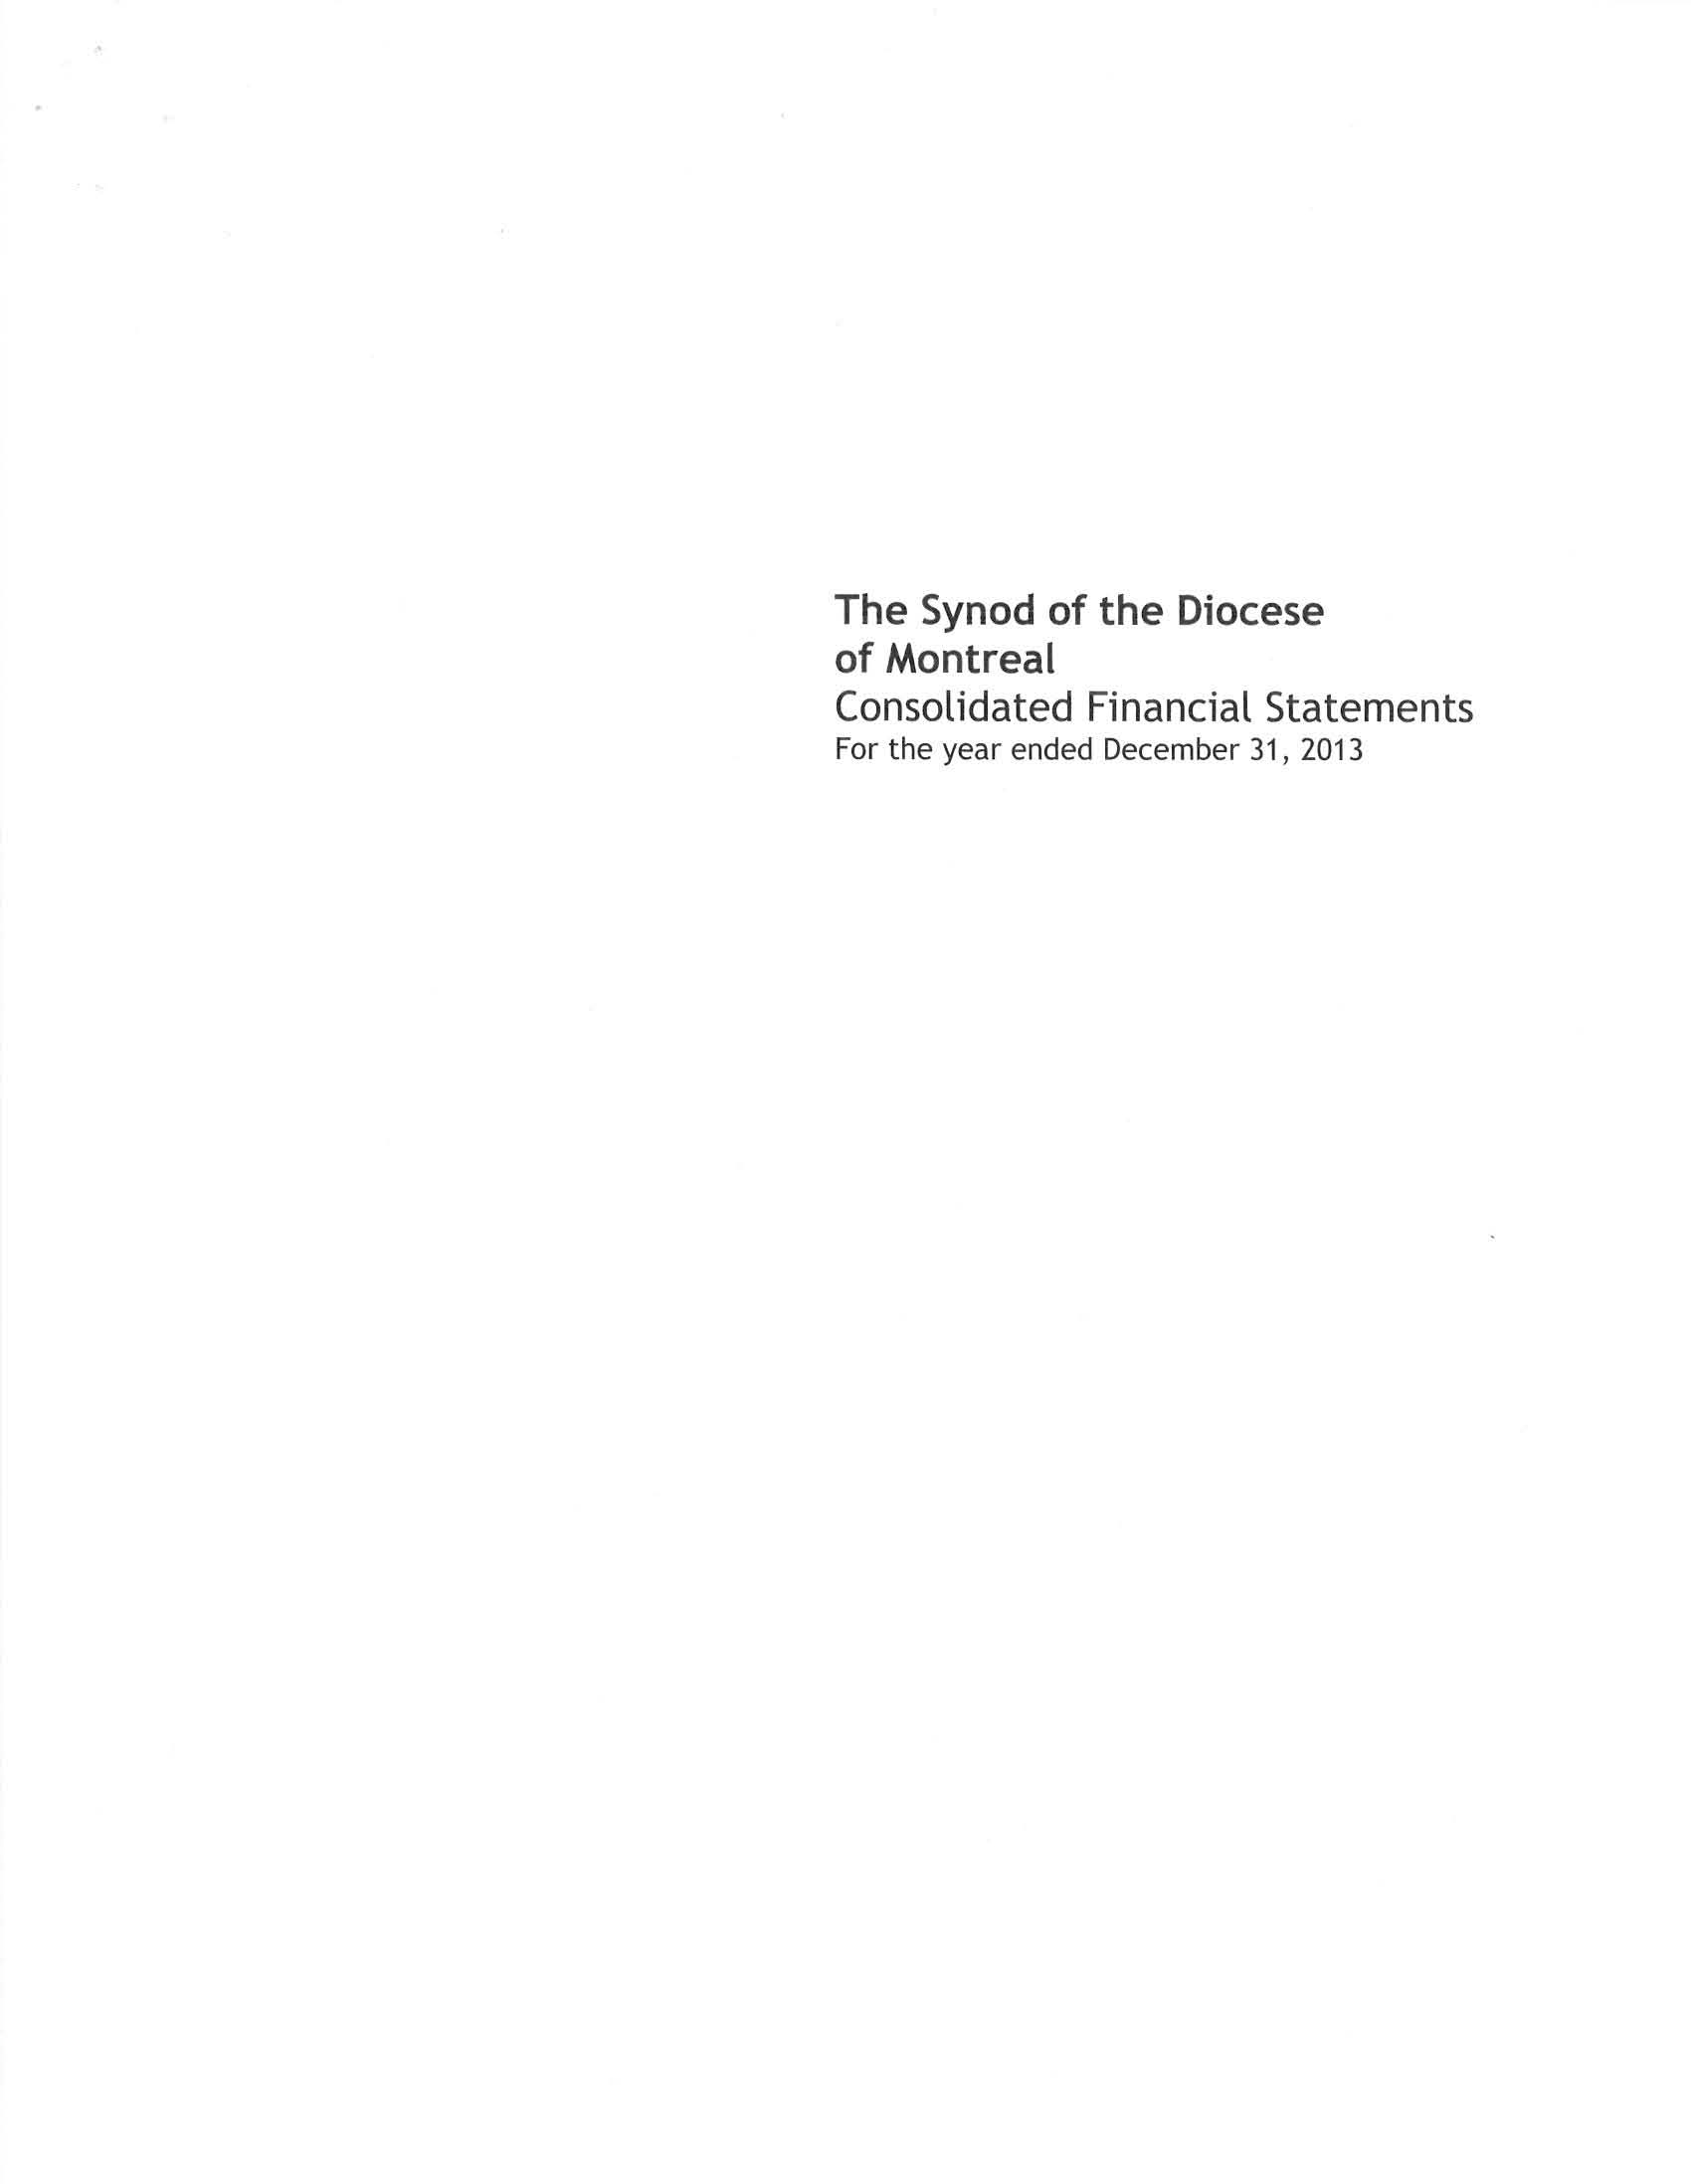 The Synod of the Diocese
of Montreal
Consolidated Financial Statements
For the year ended December 31, 2013